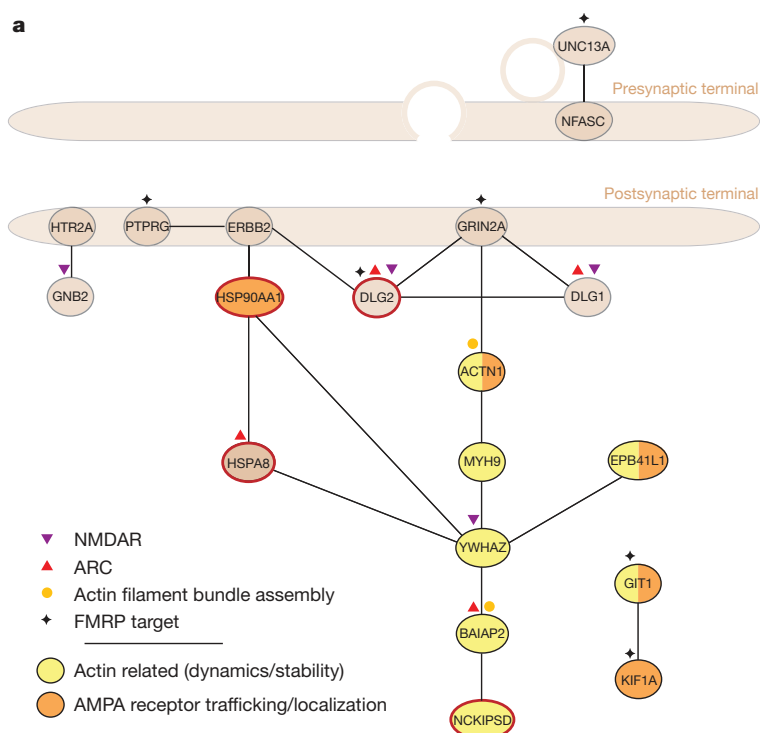 a
UNC13A
Presynaptic terminal
NFASC
Postsynaptic terminal
HTR2A
PTPRG
ERBB2
GRIN2A
GNB2
HSP90AA1
DLG2
DLG1
ACTN1
HSPA8
MYH9
EPB41L1
YWHAZ
NMDAR
ARC
Actin filament bundle assembly
FMRP target
GIT1
BAIAP2
Actin related (dynamics/stability)
KIF1A
AMPA receptor trafficking/localization
NCKIPSD